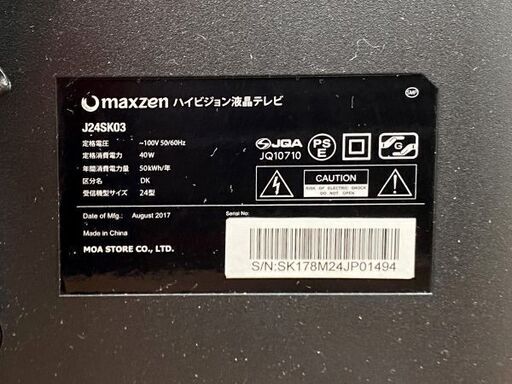 maxzen ハイビジョン液晶テレビ
J24SK03
定格電圧 ~100V 50/60Hz
定格消費電力 40W
年間消費電力量 50kWh/年
区分名 DK
受信機型サイズ 24型
JQA
JQ10710
PS
E
G
CAUTION
RISK OF ELECTRIC SHOCK
DO NOT OPEN
Date of Mfg.: August 2017
Made in China
MOA STORE CO., LTD.
Serial No:
S/N:SK178M24JP01494